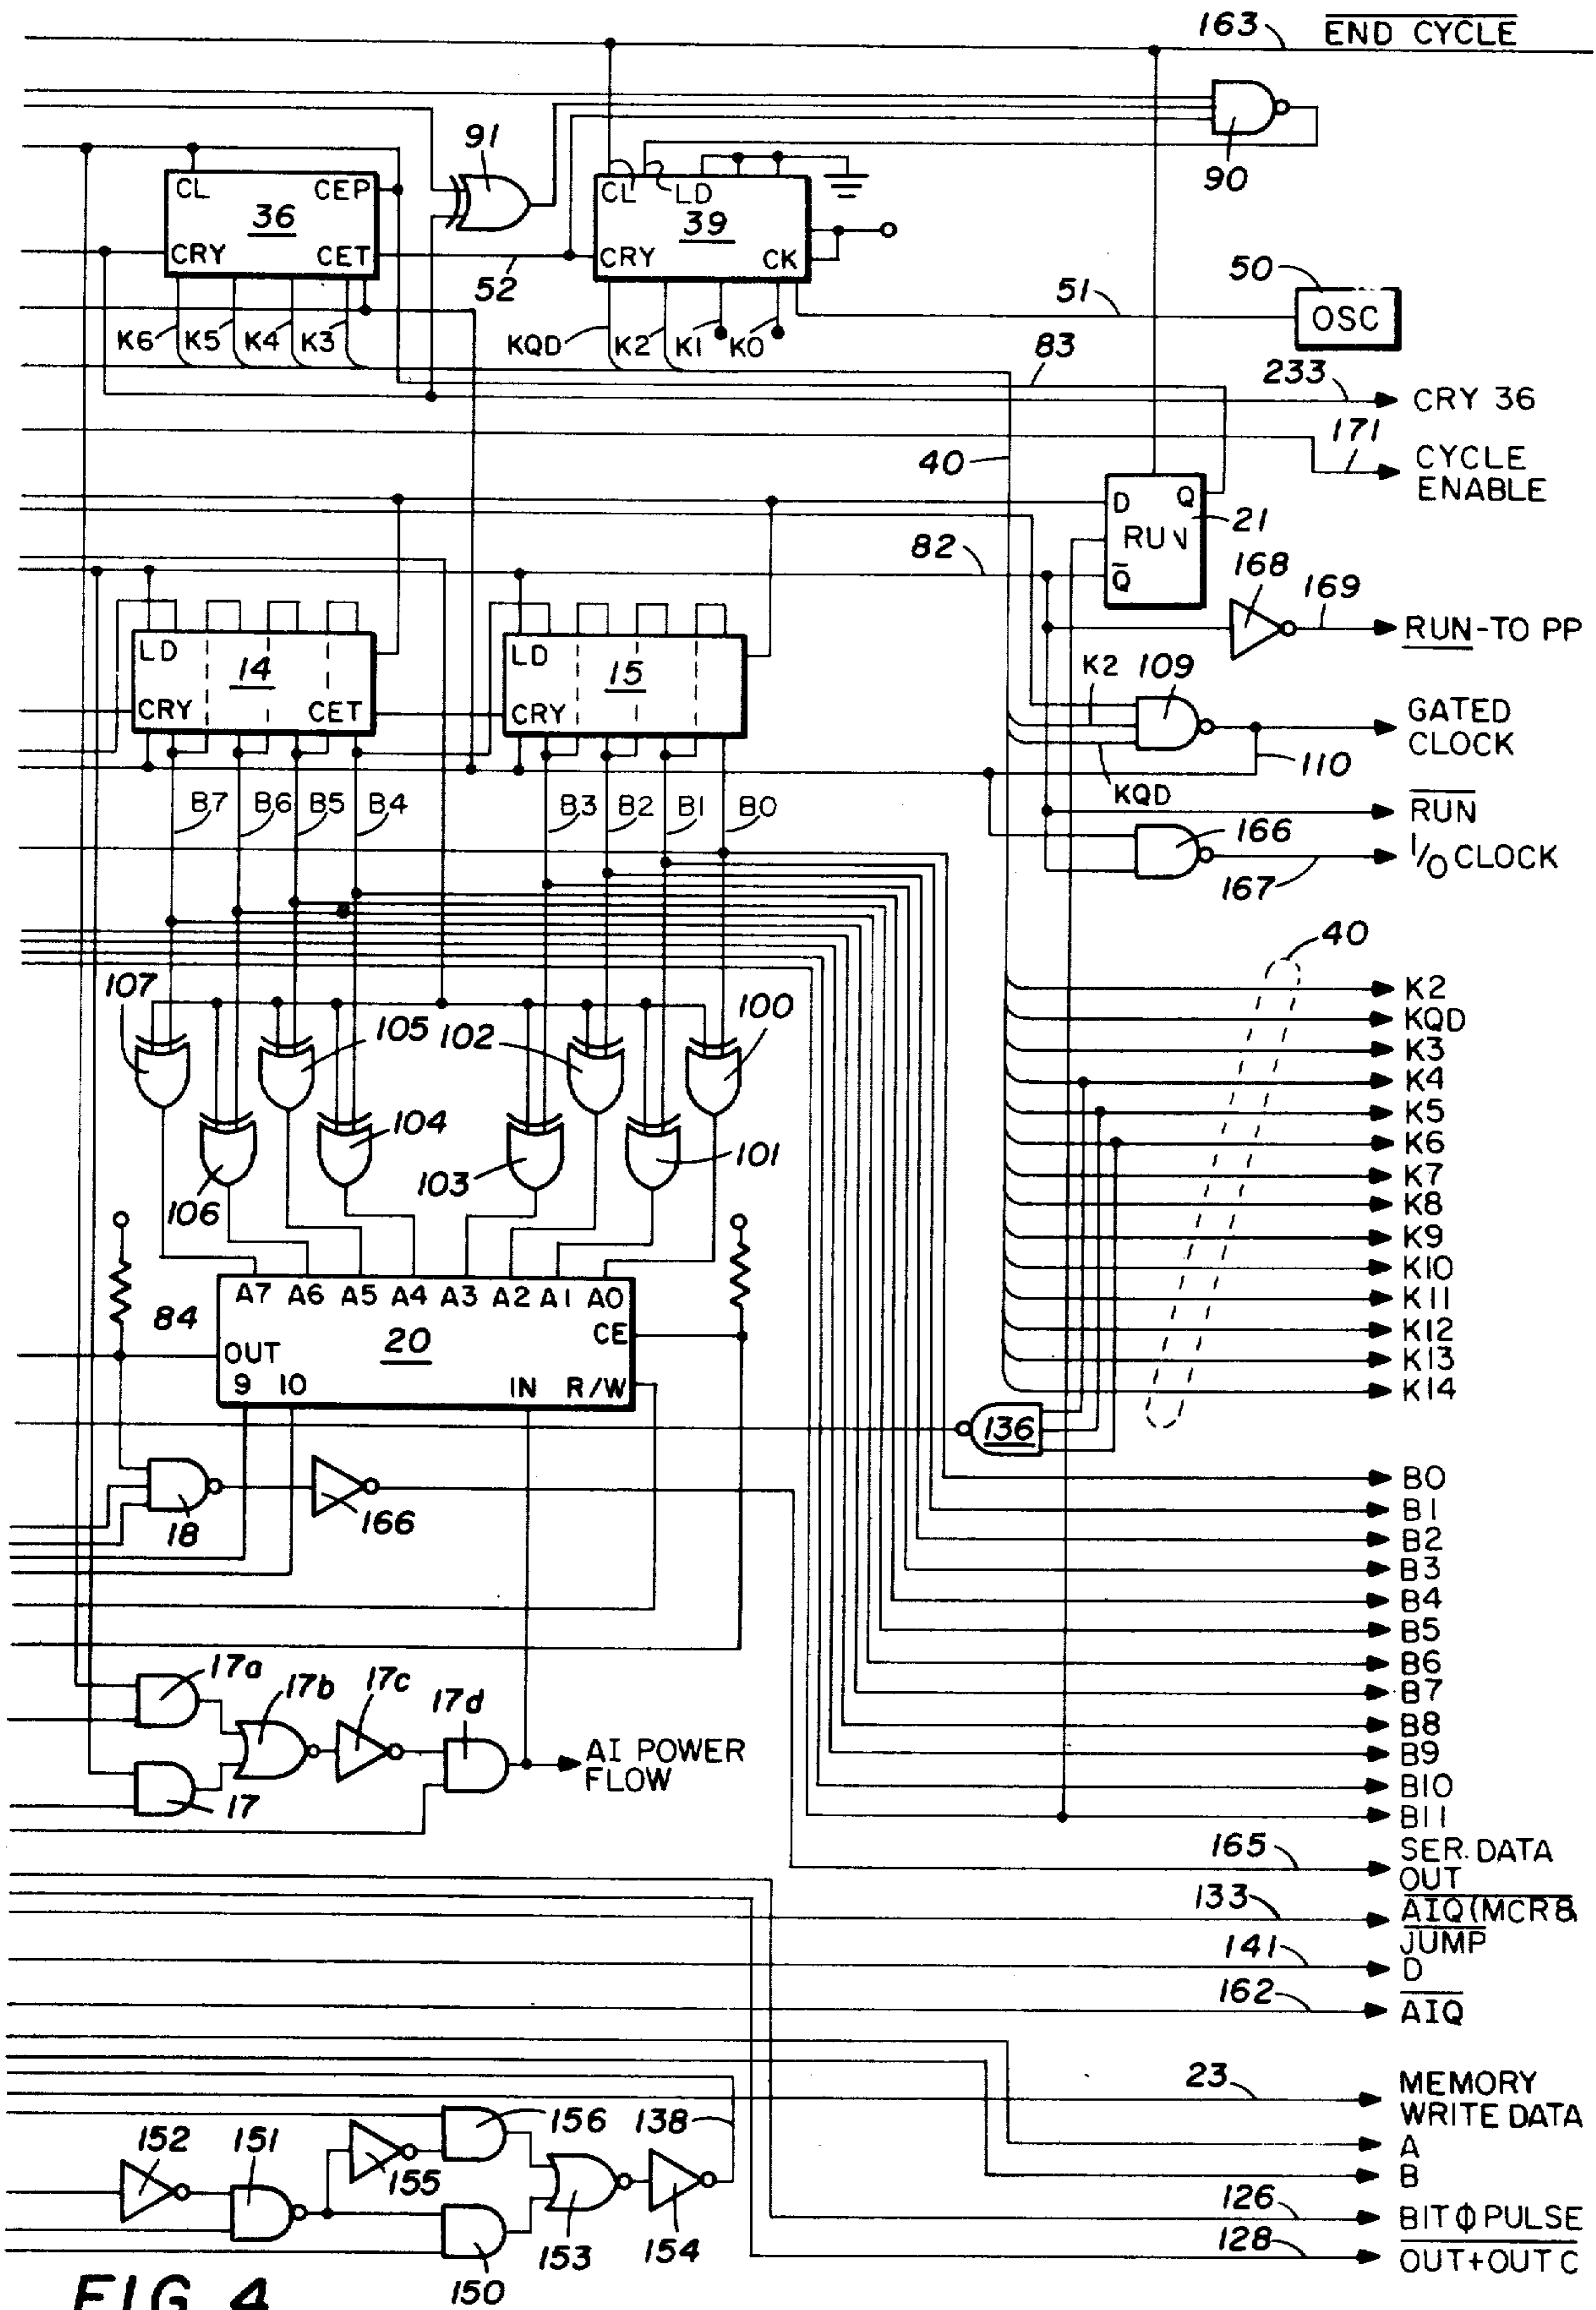 163 END CYCLE
91
90
CL CEP
36
CRY CET
CL LD
39
CRY CK
52
50
OSC
51
K6 K5 K4 K3
KQD K2 K1 K0
83
233 CRY 36
171
CYCLE
ENABLE
40
D Q
RUN
Q
21
82
168
169
RUN-TO PP
LD
14
CRY CET
LD
15
CRY
K2 109
GATED
CLOCK
110
KQD
B7 B6 B5 B4 B3 B2 B1 B0
RUN
166
I/O CLOCK
167
40
107 105 102 100
106 104 103 101
K2
KQD
K3
K4
K5
K6
K7
K8
K9
K10
K11
K12
K13
K14
84
A7 A6 A5 A4 A3 A2 A1 A0
CE
20
OUT
9 10 IN R/W
136
18 166
B0
B1
B2
B3
B4
B5
B6
B7
B8
B9
B10
B11
17a 17b 17c 17d
17
AI POWER
FLOW
165
SER. DATA
OUT
133
AIQ(MCR&
JUMP
141 D
162 AIQ
23
MEMORY
WRITE DATA
A
B
152 151 155 156 138
150 153 154
126 BIT ϕ PULSE
128 OUT+OUT C
FIG 4